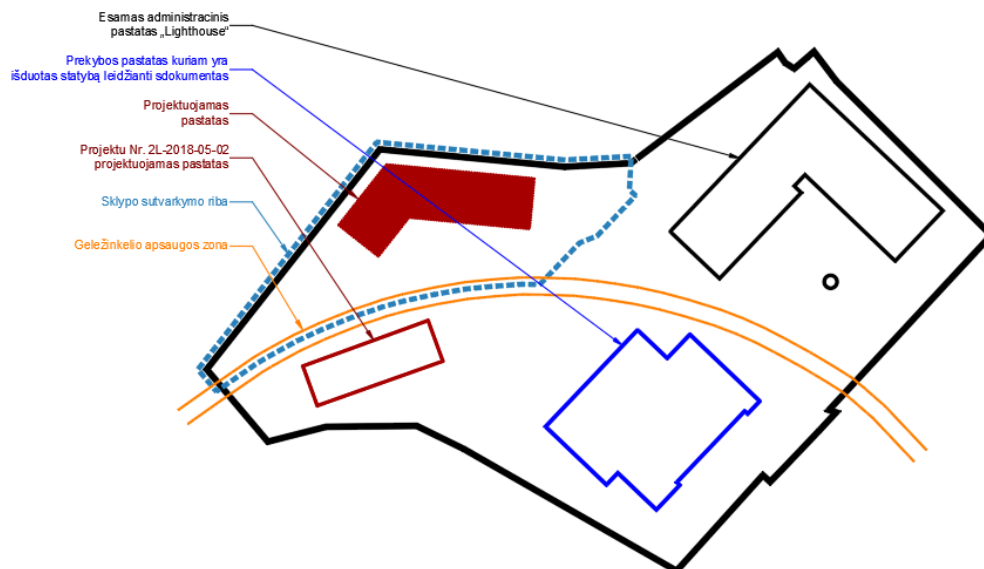 Esamas administracinis
pastatas „Lighthouse“
Prekybos pastatas kuriam yra
išduotas statybą leidžianti sdokumentas
Projektuojamas
pastatas
Projektu Nr. 2L-2018-05-02
projektuojamas pastatas
Sklypo sutvarkymo riba
Geležinkelio apsaugos zona